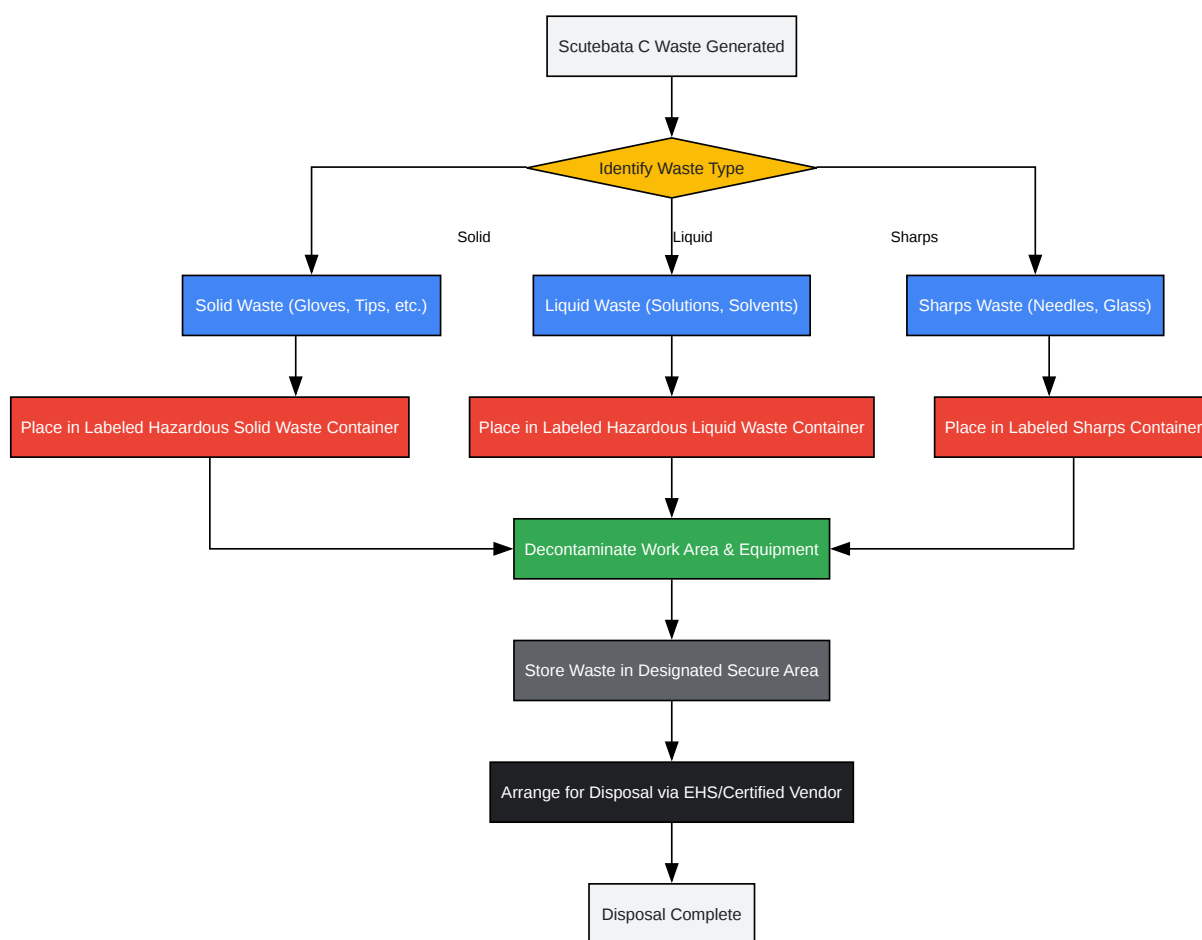 Scutebata C Waste Generated
Identify Waste Type
Solid
Liquid
Sharps
Solid Waste (Gloves, Tips, etc.)
Liquid Waste (Solutions, Solvents)
Sharps Waste (Needles, Glass)
Place in Labeled Hazardous Solid Waste Container
Place in Labeled Hazardous Liquid Waste Container
Place in Labeled Sharps Container
Decontaminate Work Area & Equipment
Store Waste in Designated Secure Area
Arrange for Disposal via EHS/Certified Vendor
Disposal Complete